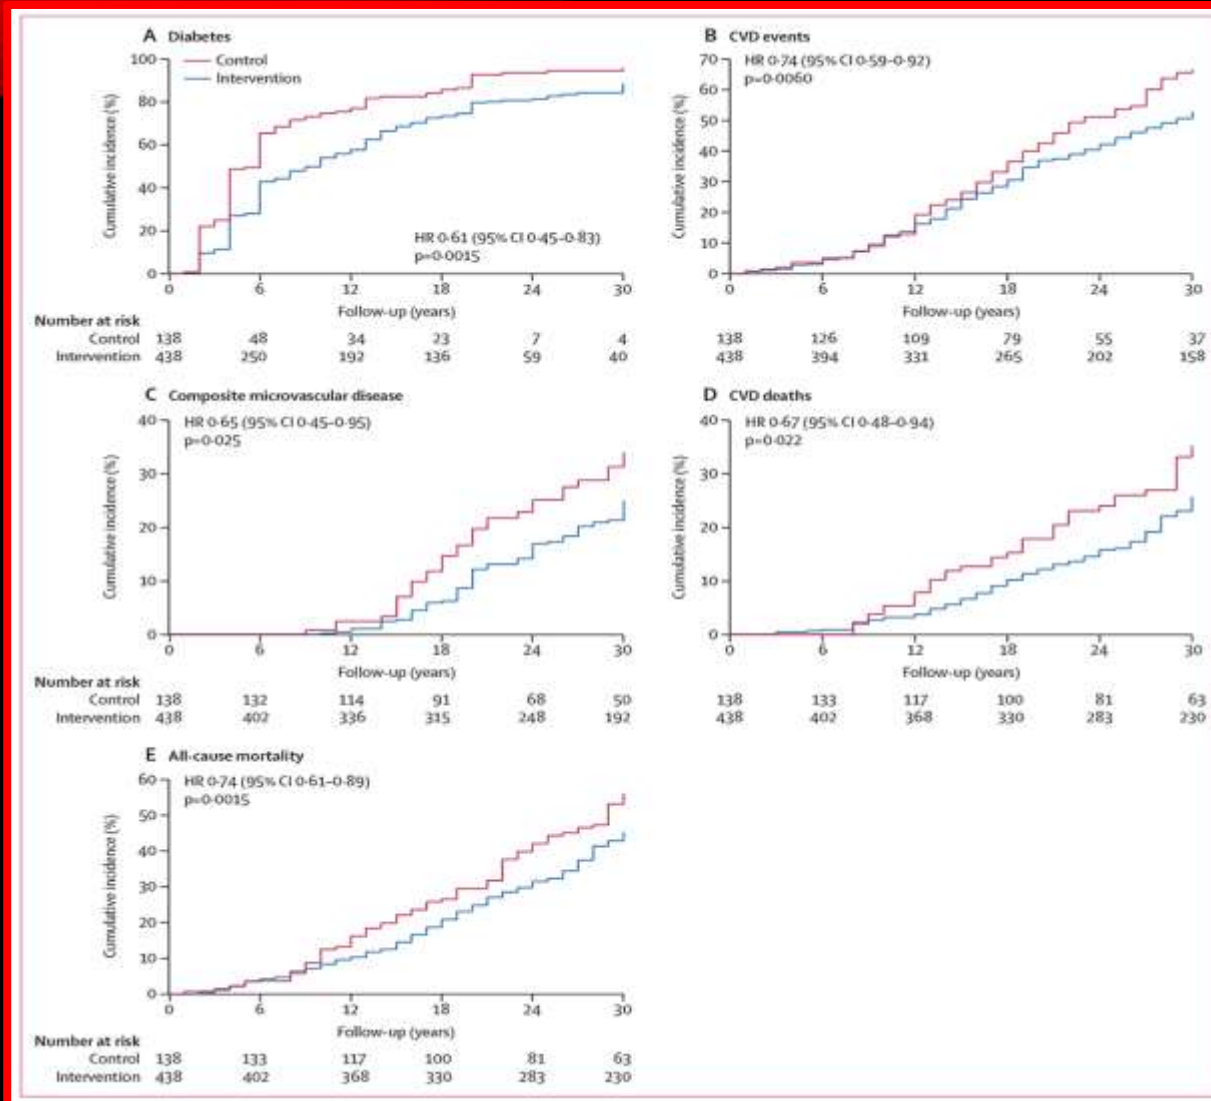 A Diabetes
Control
Intervention
HR 0·61 (95% CI 0·45–0·83)
p=0·0015
Cumulative incidence (%)
100
80
60
40
20
0
0 6 12 18 24 30
Follow-up (years)
Number at risk
Control 138 48 34 23 7 4
Intervention 438 250 192 136 59 40
B CVD events
HR 0·74 (95% CI 0·59–0·92)
p=0·0060
Cumulative incidence (%)
70
60
50
40
30
20
10
0
0 6 12 18 24 30
Follow-up (years)
138 126 109 79 55 37
438 394 331 265 202 158
C Composite microvascular disease
HR 0·65 (95% CI 0·45–0·95)
p=0·025
Cumulative incidence (%)
40
30
20
10
0
0 6 12 18 24 30
Follow-up (years)
Number at risk
Control 138 132 114 91 68 50
Intervention 438 402 336 315 248 192
D CVD deaths
HR 0·67 (95% CI 0·48–0·94)
p=0·022
Cumulative incidence (%)
40
30
20
10
0
0 6 12 18 24 30
Follow-up (years)
138 133 117 100 81 63
438 402 368 330 283 230
E All-cause mortality
HR 0·74 (95% CI 0·61–0·89)
p=0·0015
Cumulative incidence (%)
60
50
40
30
20
10
0
0 6 12 18 24 30
Follow-up (years)
Number at risk
Control 138 133 117 100 81 63
Intervention 438 402 368 330 283 230